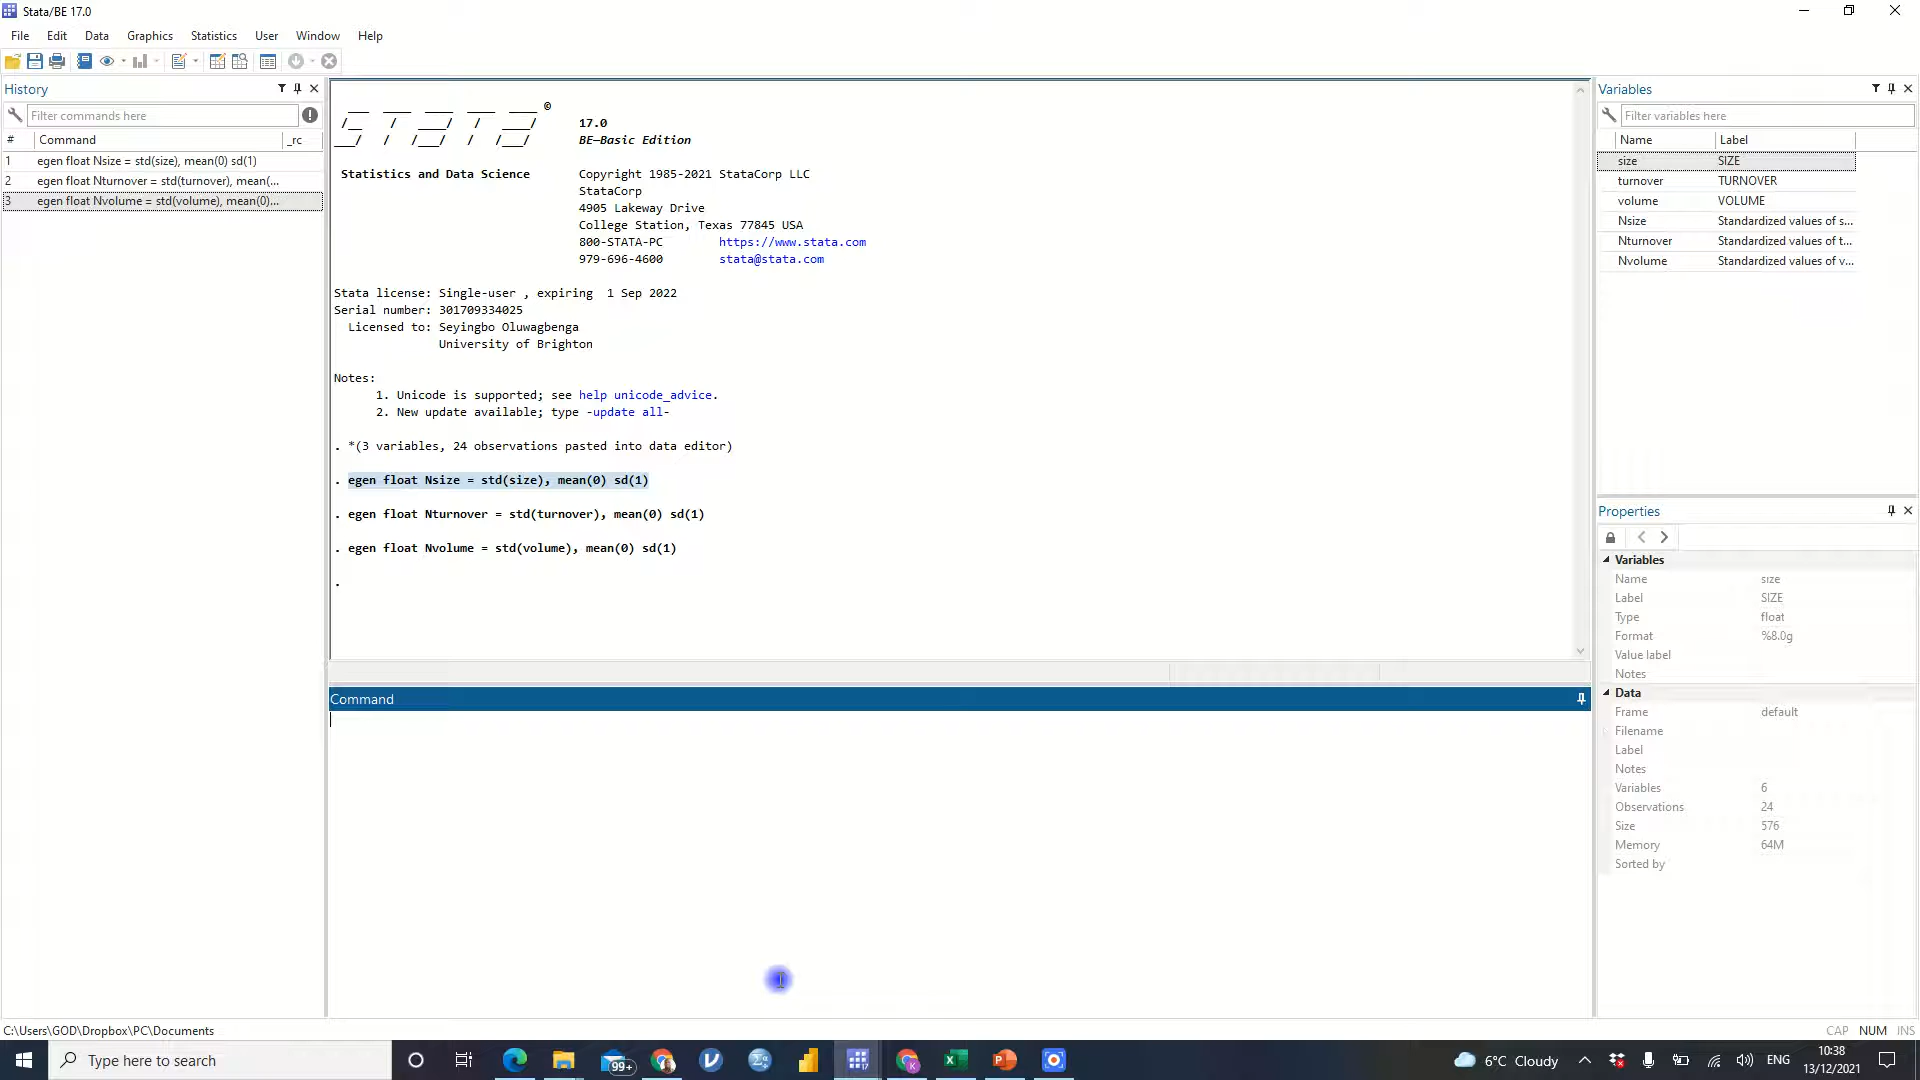 Stata/BE 17.0
File Edit Data Graphics Statistics User Window Help
History
Filter commands here
# Command _rc
1 egen float Nsize = std(size), mean(0) sd(1)
2 egen float Nturnover = std(turnover), mean(...
3 egen float Nvolume = std(volume), mean(0)...
©
17.0
BE—Basic Edition
Statistics and Data Science Copyright 1985-2021 StataCorp LLC
StataCorp
4905 Lakeway Drive
College Station, Texas 77845 USA
800-STATA-PC https://www.stata.com
979-696-4600 stata@stata.com
Stata license: Single-user , expiring 1 Sep 2022
Serial number: 301709334025
Licensed to: Seyingbo Oluwagbenga
University of Brighton
Notes:
1. Unicode is supported; see help unicode_advice.
2. New update available; type -update all-
. *(3 variables, 24 observations pasted into data editor)
. egen float Nsize = std(size), mean(0) sd(1)
. egen float Nturnover = std(turnover), mean(0) sd(1)
. egen float Nvolume = std(volume), mean(0) sd(1)
.
Command
Variables
Filter variables here
Name Label
size SIZE
turnover TURNOVER
volume VOLUME
Nsize Standardized values of s...
Nturnover Standardized values of t...
Nvolume Standardized values of v...
Properties
Variables
Name size
Label SIZE
Type float
Format %8.0g
Value label
Notes
Data
Frame default
Filename
Label
Notes
Variables 6
Observations 24
Size 576
Memory 64M
Sorted by
C:\Users\GOD\Dropbox\PC\Documents
CAP NUM INS
Type here to search
99+
6°C Cloudy
ENG
10:38
13/12/2021